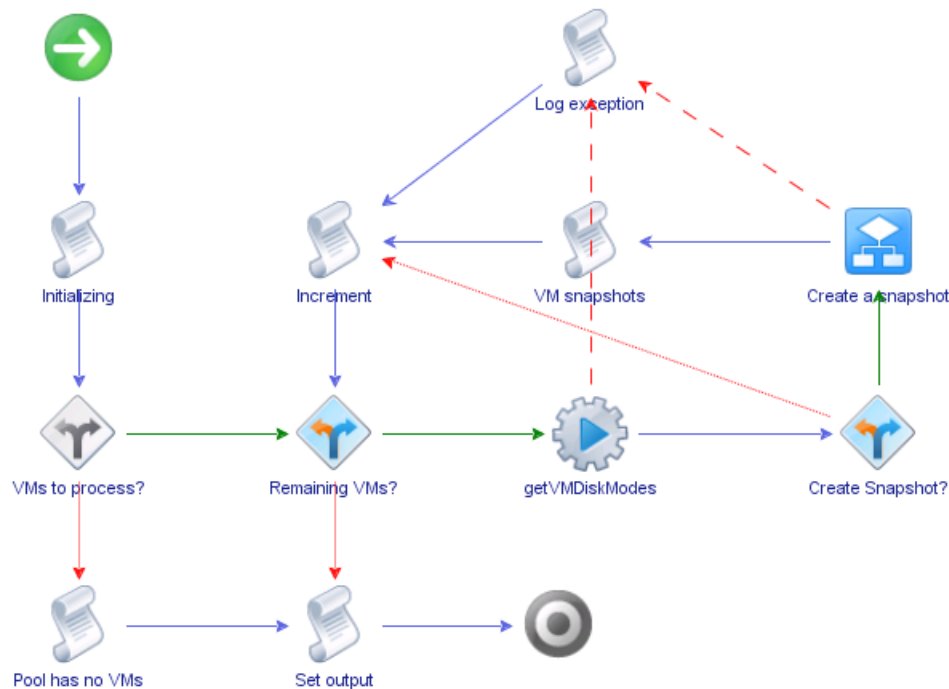 Log exception
Initializing
Increment
VM snapshots
Create a snapshot
VMs to process?
Remaining VMs?
getVMDiskModes
Create Snapshot?
Pool has no VMs
Set output